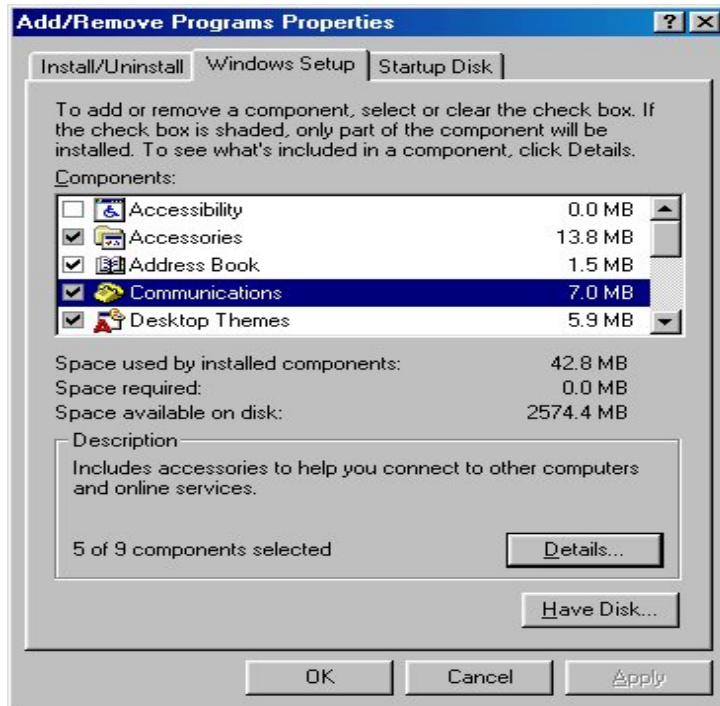 Add/Remove Programs Properties
Install/Uninstall Windows Setup Startup Disk
To add or remove a component, select or clear the check box. If
the check box is shaded, only part of the component will be
installed. To see what's included in a component, click Details.
Components:
Accessibility 0.0 MB
Accessories 13.8 MB
Address Book 1.5 MB
Communications 7.0 MB
Desktop Themes 5.9 MB
Space used by installed components: 42.8 MB
Space required: 0.0 MB
Space available on disk: 2574.4 MB
Description
Includes accessories to help you connect to other computers
and online services.
5 of 9 components selected Details...
Have Disk...
OK Cancel Apply